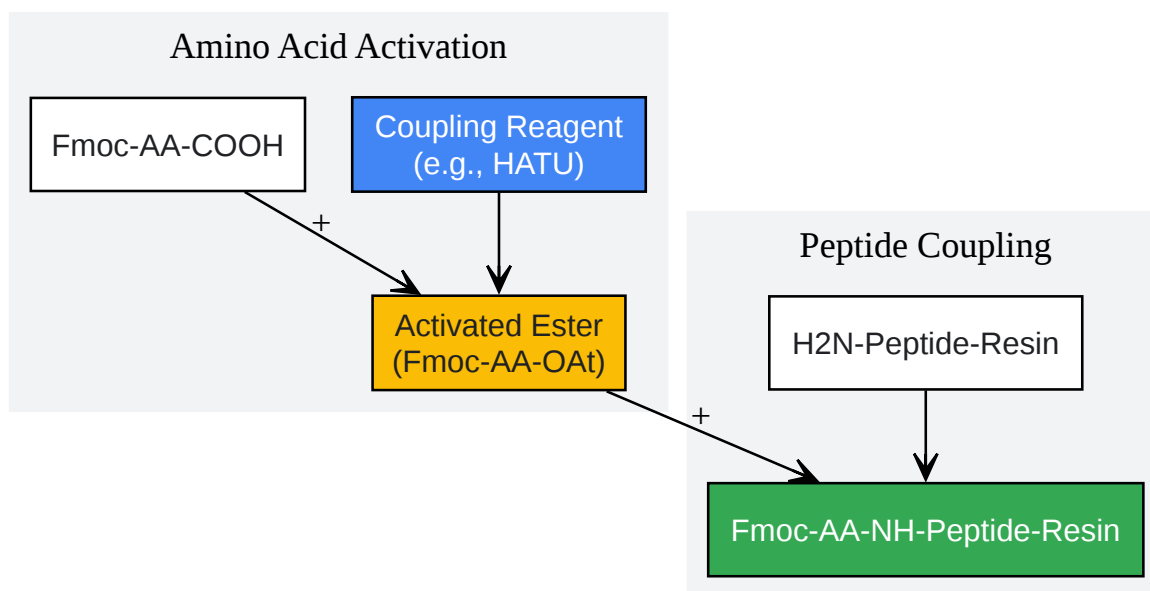 Amino Acid Activation
Fmoc-AA-COOH
Coupling Reagent
(e.g., HATU)
+
Activated Ester
(Fmoc-AA-OAt)
Peptide Coupling
H2N-Peptide-Resin
+
Fmoc-AA-NH-Peptide-Resin